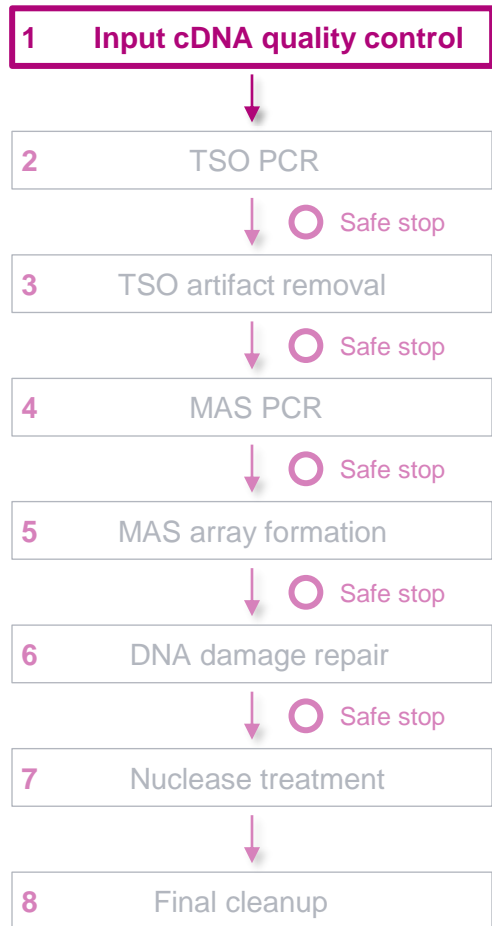 1 Input cDNA quality control
2 TSO PCR
Safe stop
3 TSO artifact removal
Safe stop
4 MAS PCR
Safe stop
5 MAS array formation
Safe stop
6 DNA damage repair
Safe stop
7 Nuclease treatment
8 Final cleanup